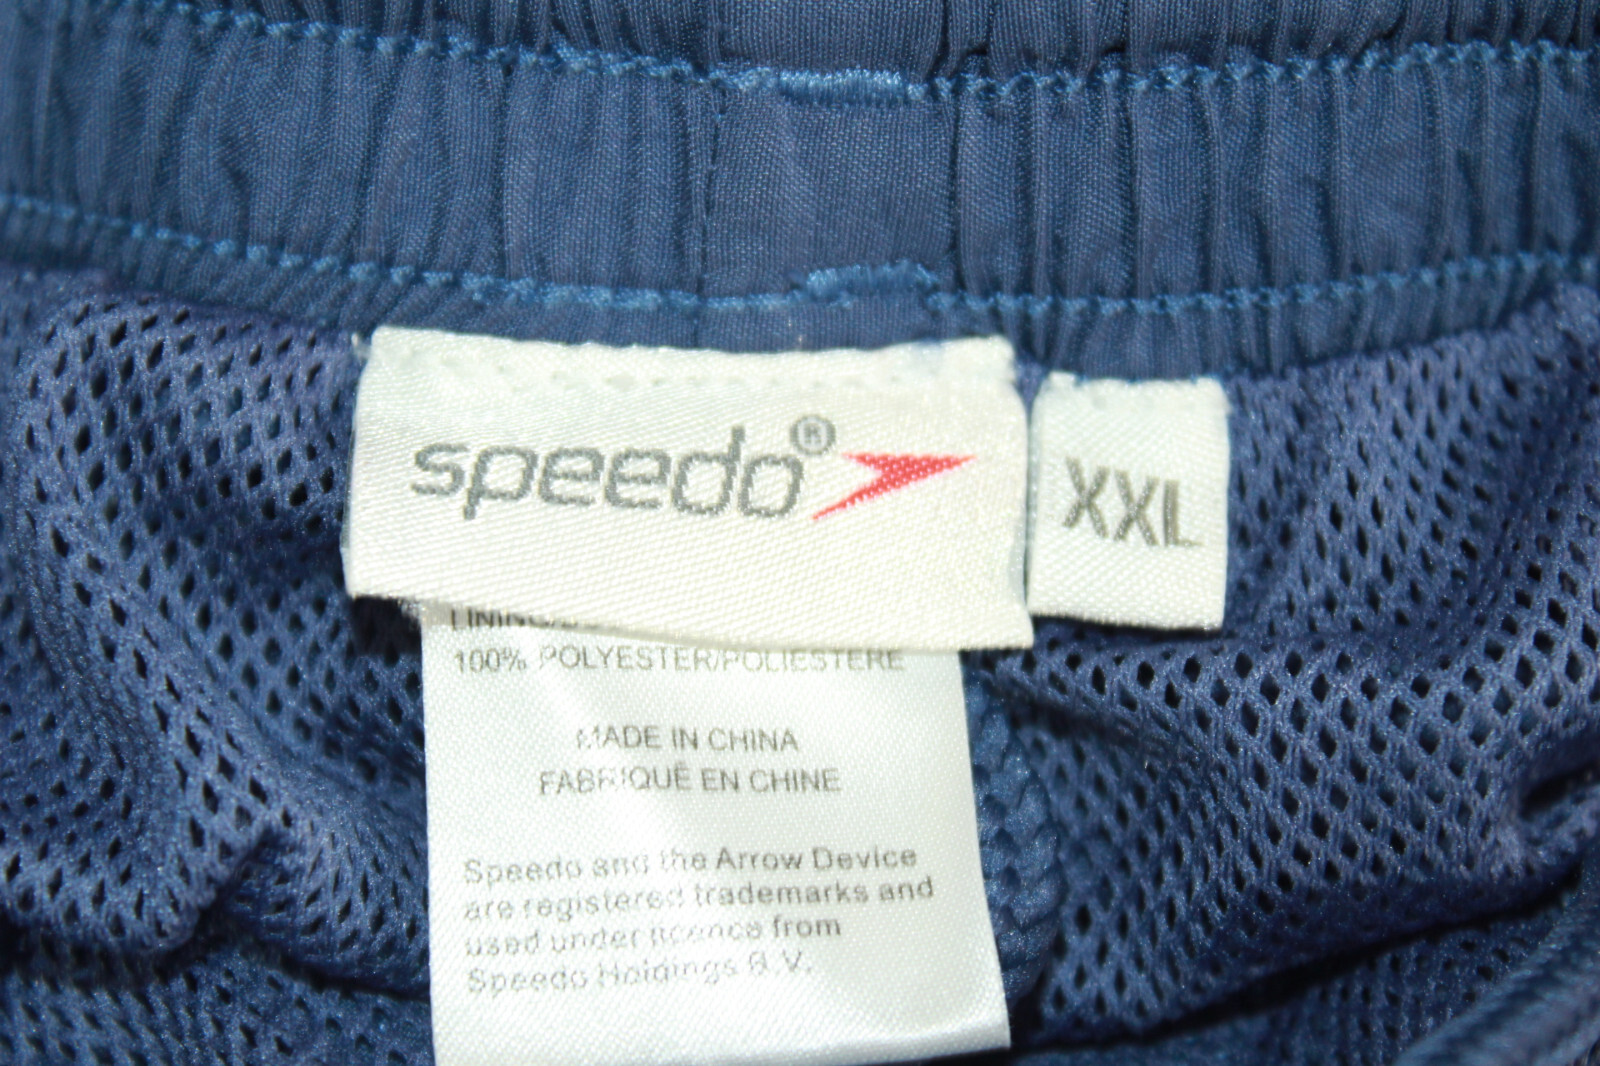 speedo®
XXL
100% POLYESTER/POLIESTERE
MADE IN CHINA
FABRIQUÉ EN CHINE
Speedo and the Arrow Device
are registered trademarks and
used under licence from
Speedo Holdings B.V.